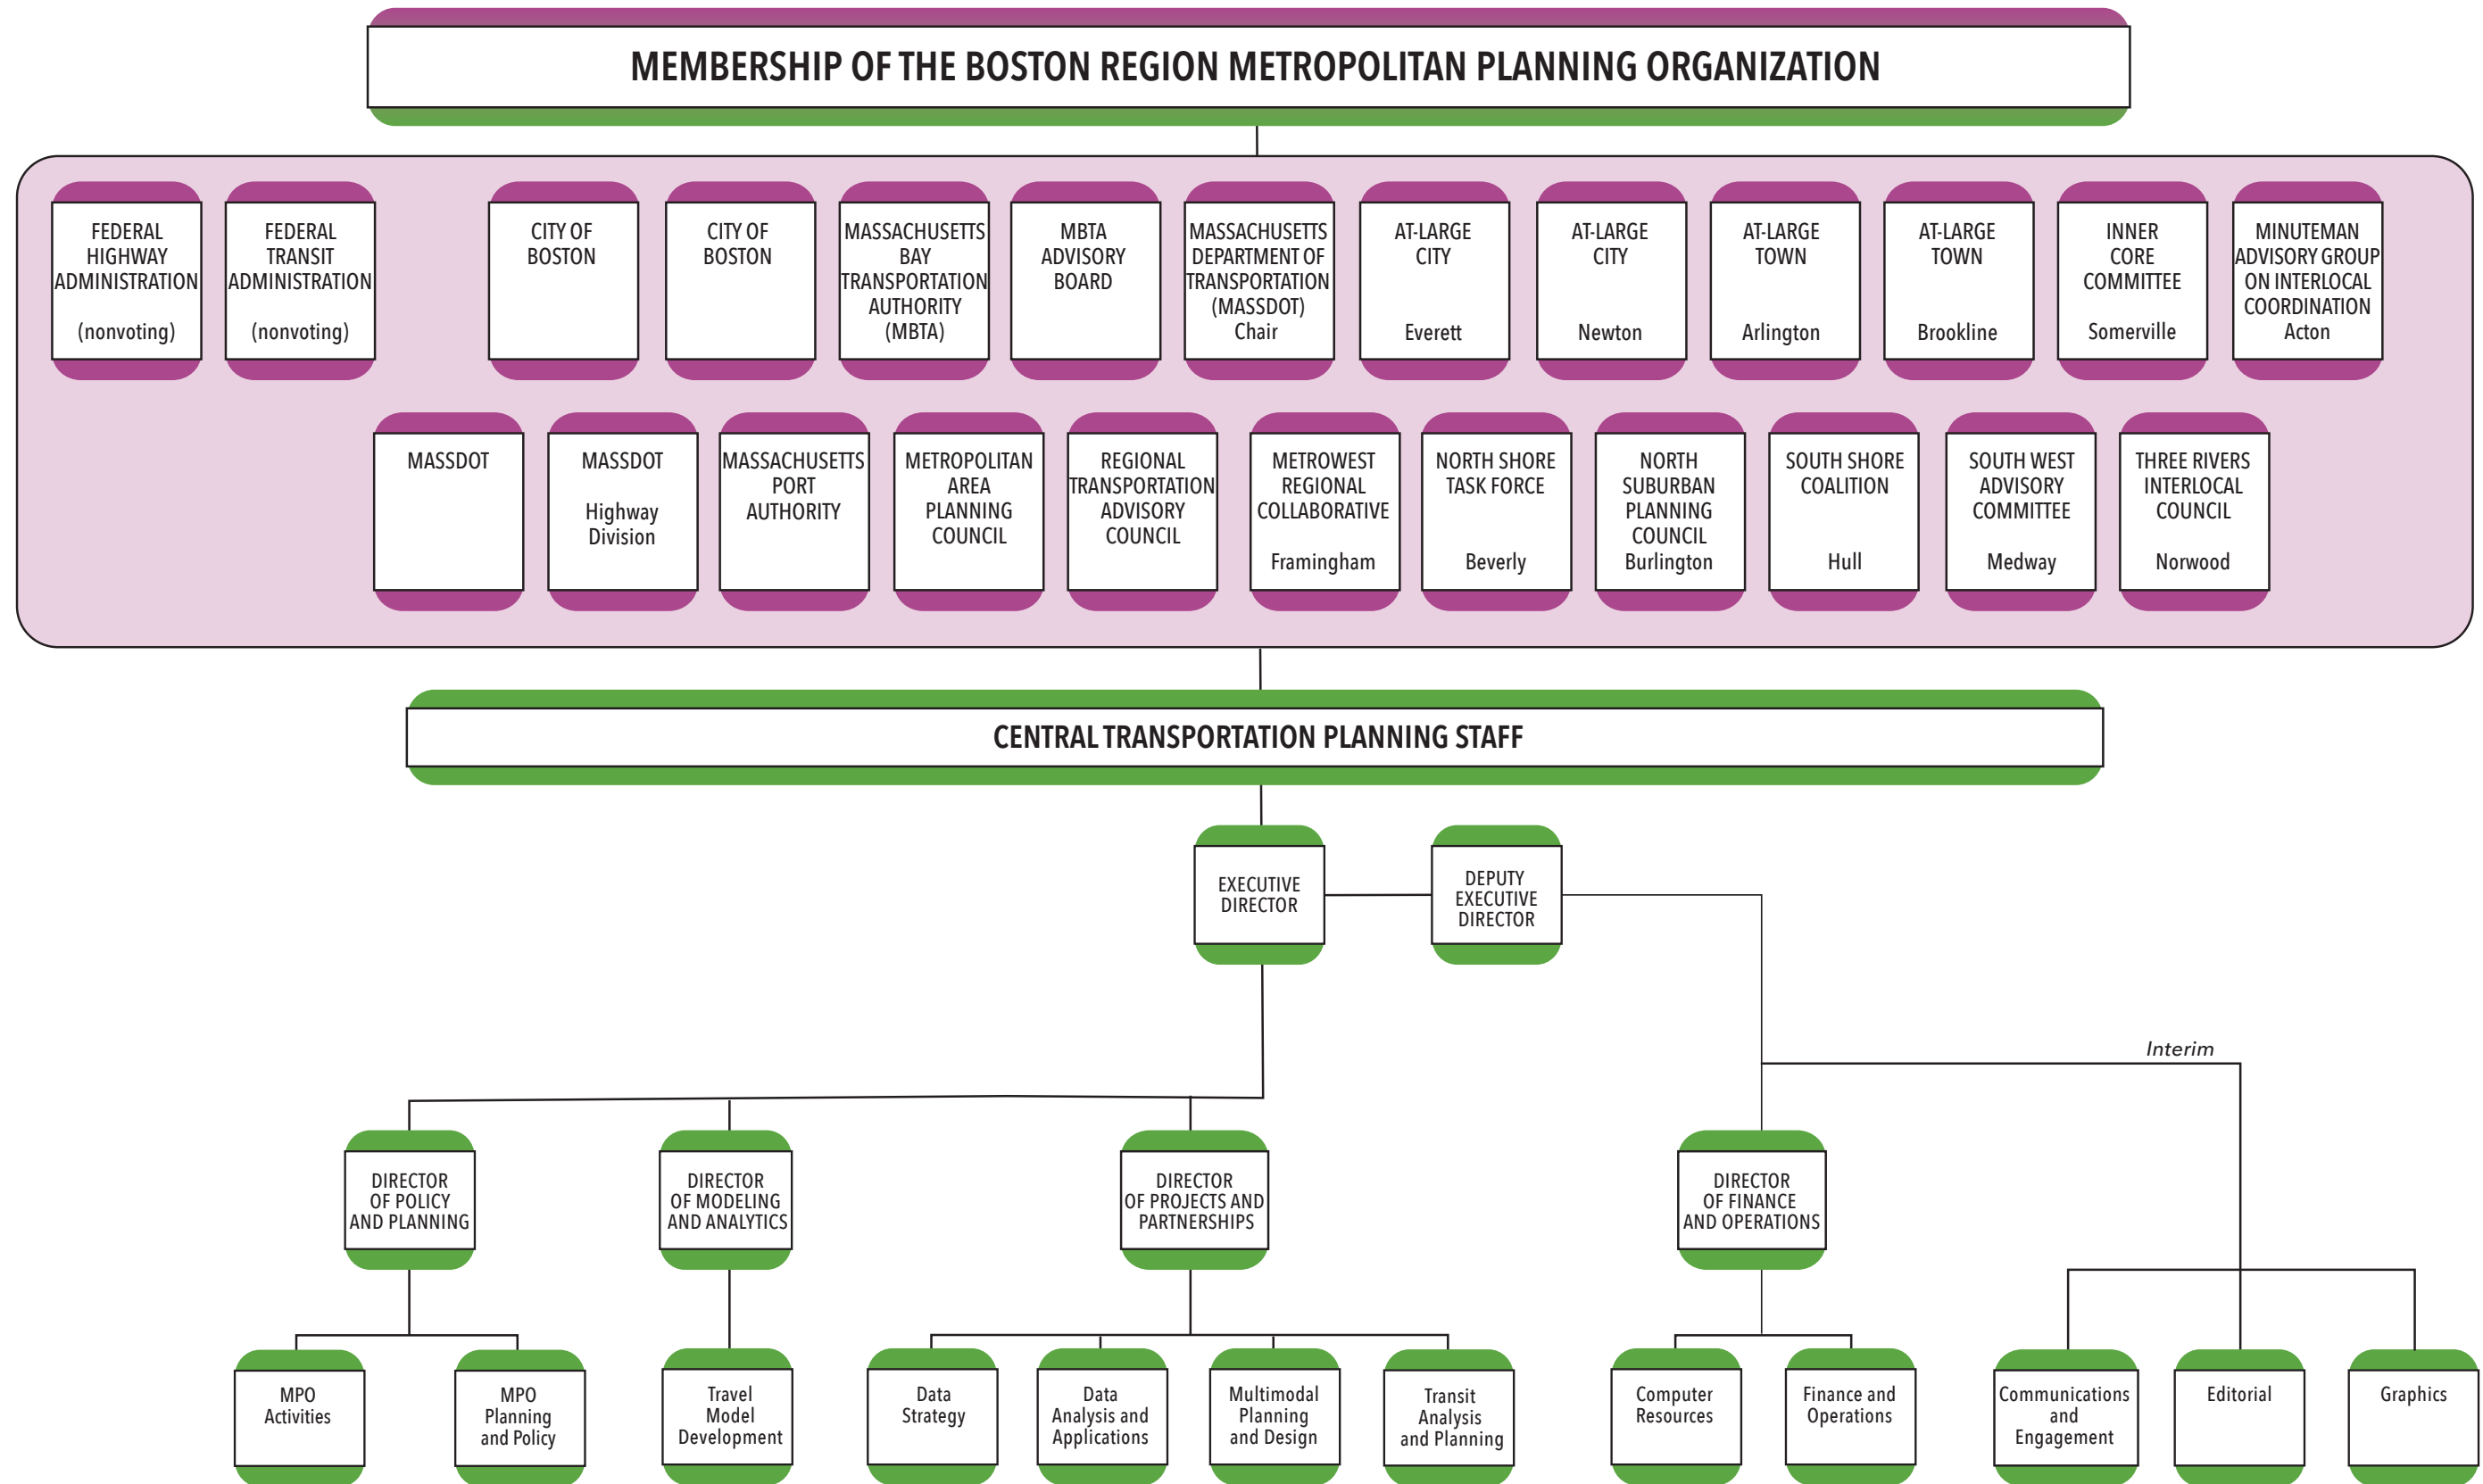 MEMBERSHIP OF THE BOSTON REGION METROPOLITAN PLANNING ORGANIZATION
FEDERAL
HIGHWAY
ADMINISTRATION
(nonvoting)
FEDERAL
TRANSIT
ADMINISTRATION
(nonvoting)
CITY OF
BOSTON
CITY OF
BOSTON
MASSACHUSETTS
BAY
TRANSPORTATION
AUTHORITY
(MBTA)
MBTA
ADVISORY
BOARD
MASSACHUSETTS
DEPARTMENT OF
TRANSPORTATION
(MASSDOT)
Chair
AT-LARGE
CITY
Everett
AT-LARGE
CITY
Newton
AT-LARGE
TOWN
Arlington
AT-LARGE
TOWN
Brookline
INNER
CORE
COMMITTEE
Somerville
MINUTEMAN
ADVISORY GROUP
ON INTERLOCAL
COORDINATION
Acton
MASSDOT
MASSDOT
Highway
Division
MASSACHUSETTS
PORT
AUTHORITY
METROPOLITAN
AREA
PLANNING
COUNCIL
REGIONAL
TRANSPORTATION
ADVISORY
COUNCIL
METROWEST
REGIONAL
COLLABORATIVE
Framingham
NORTH SHORE
TASK FORCE
Beverly
NORTH
SUBURBAN
PLANNING
COUNCIL
Burlington
SOUTH SHORE
COALITION
Hull
SOUTH WEST
ADVISORY
COMMITTEE
Medway
THREE RIVERS
INTERLOCAL
COUNCIL
Norwood
CENTRAL TRANSPORTATION PLANNING STAFF
EXECUTIVE
DIRECTOR
DEPUTY
EXECUTIVE
DIRECTOR
Interim
DIRECTOR
OF POLICY
AND PLANNING
DIRECTOR
OF MODELING
AND ANALYTICS
DIRECTOR
OF PROJECTS AND
PARTNERSHIPS
DIRECTOR
OF FINANCE
AND OPERATIONS
MPO
Activities
MPO
Planning
and Policy
Travel
Model
Development
Data
Strategy
Data
Analysis and
Applications
Multimodal
Planning
and Design
Transit
Analysis
and Planning
Computer
Resources
Finance and
Operations
Communications
and
Engagement
Editorial
Graphics